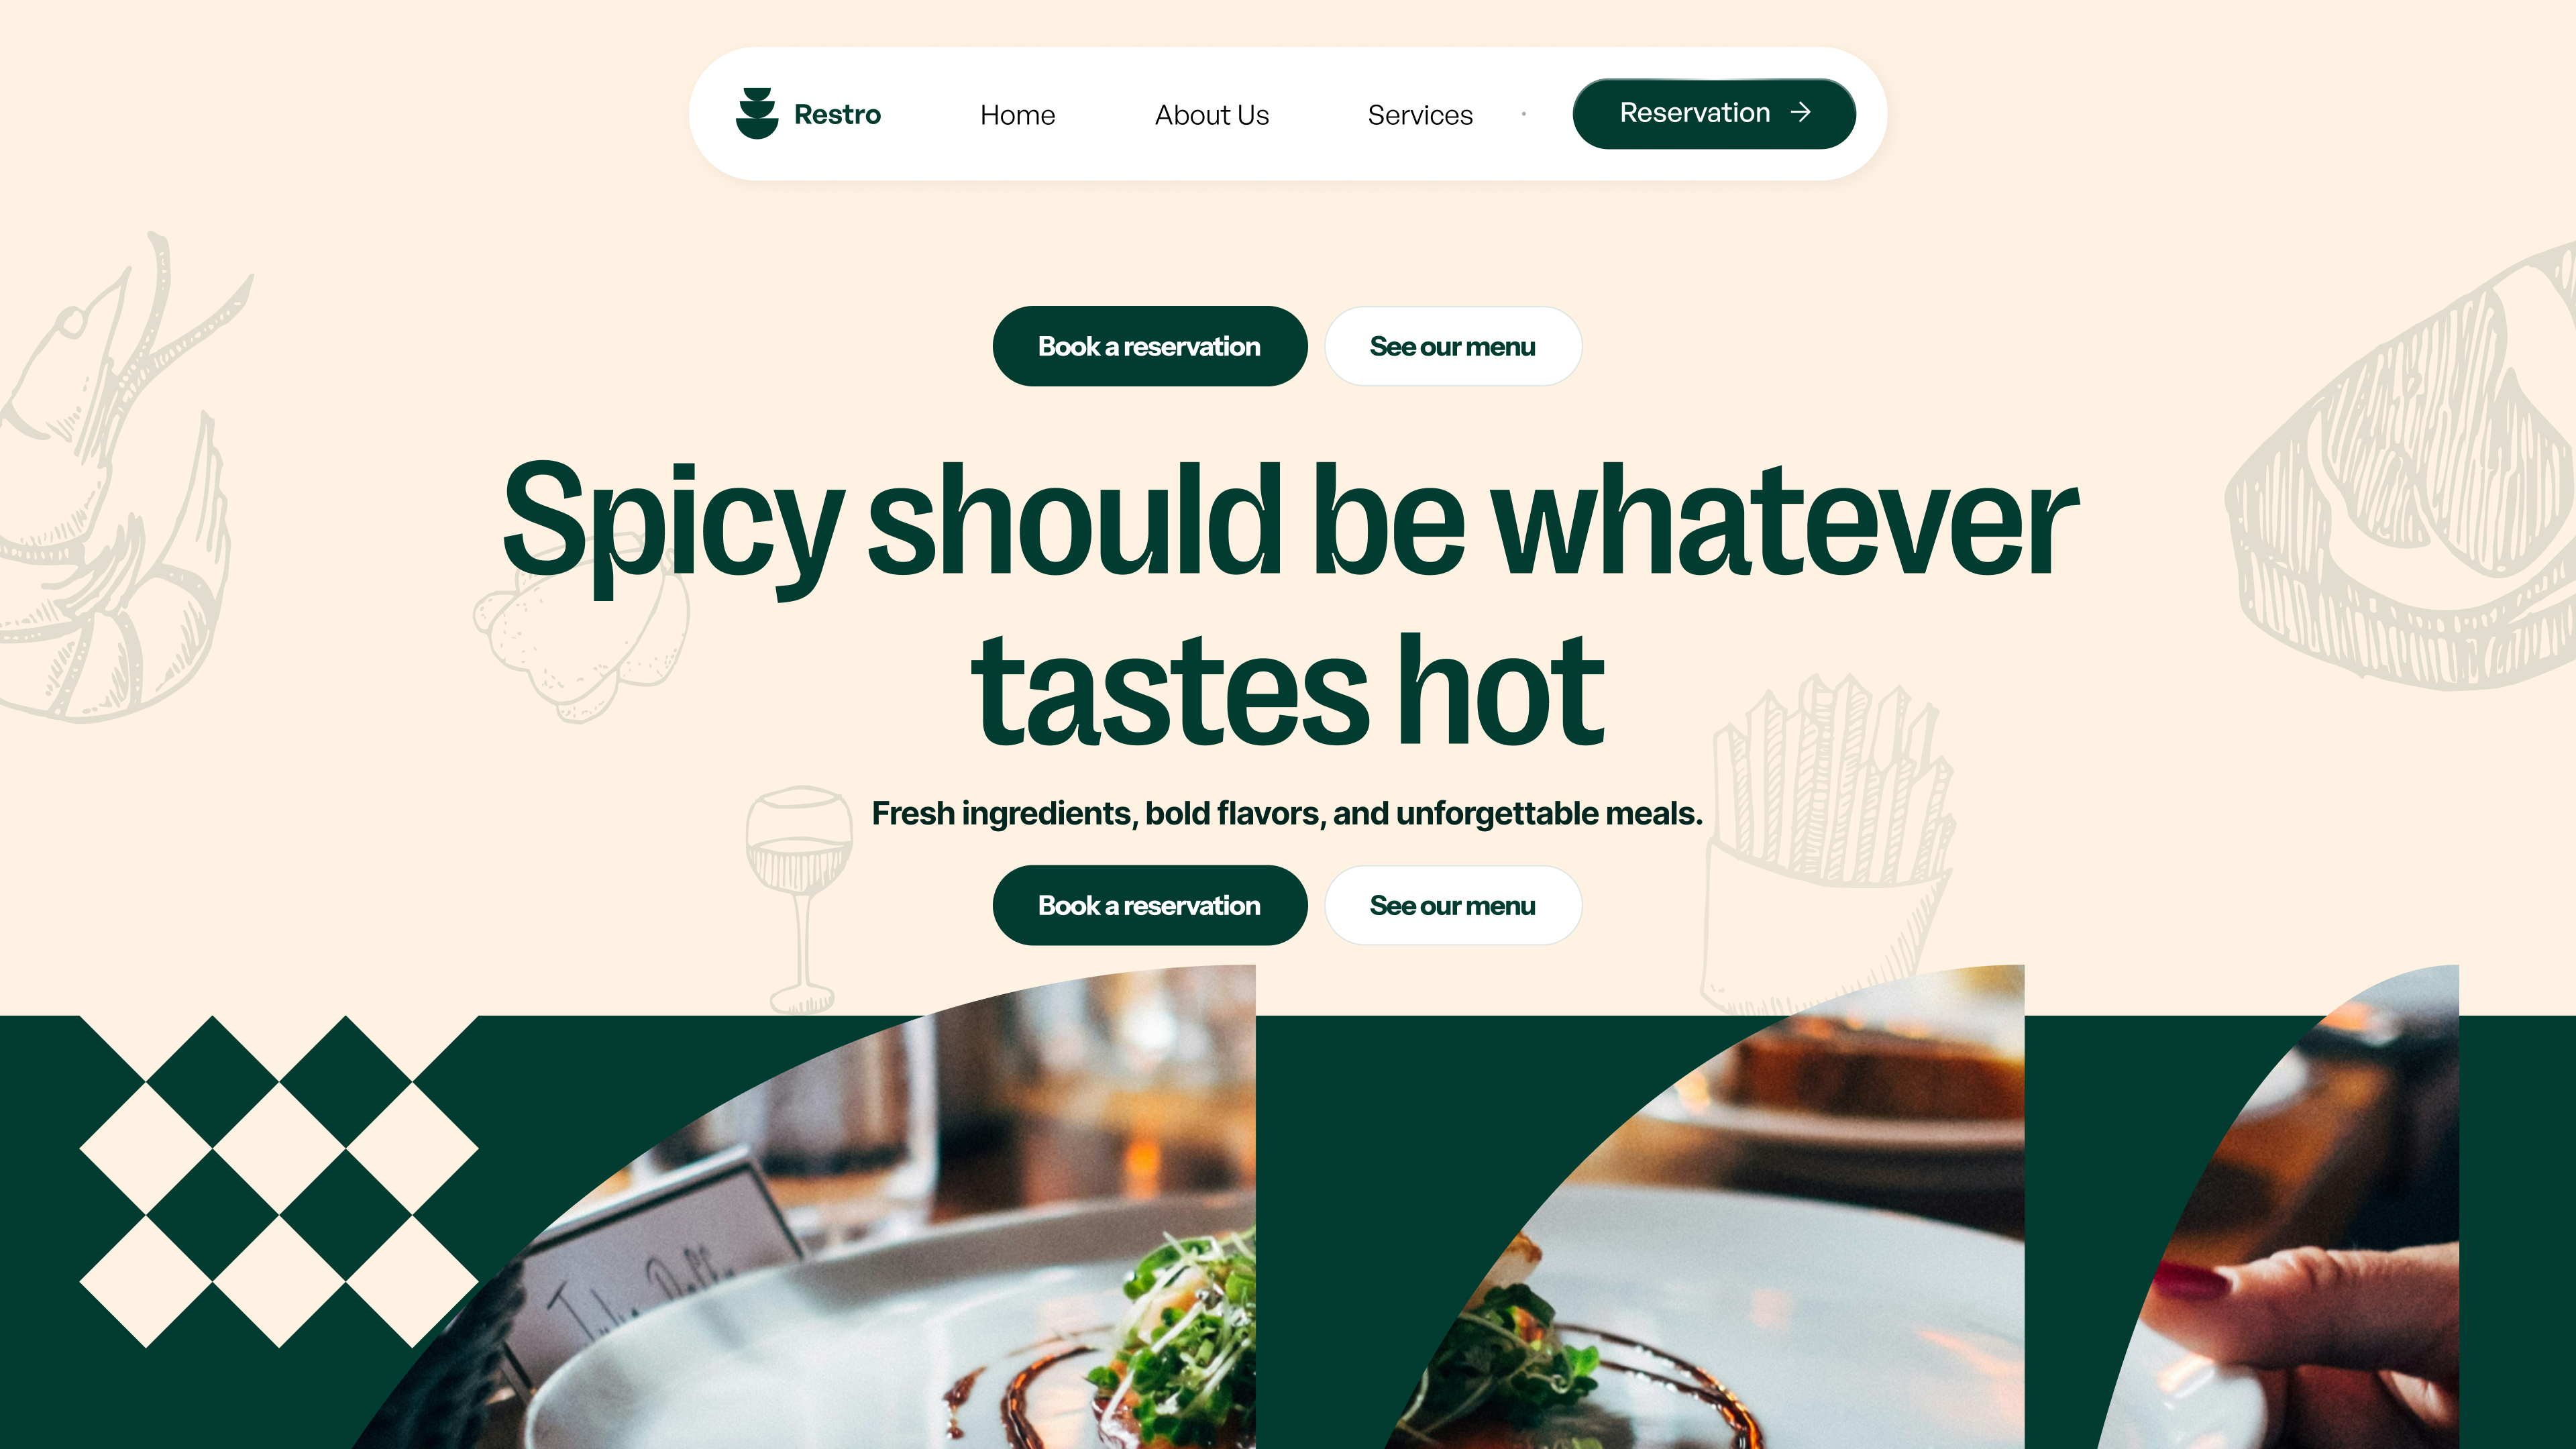 Restro
Home
About Us
Services
Reservation
Book a reservation
See our menu
Spicy should be whatever
tastes hot
Fresh ingredients, bold flavors, and unforgettable meals.
Book a reservation
See our menu